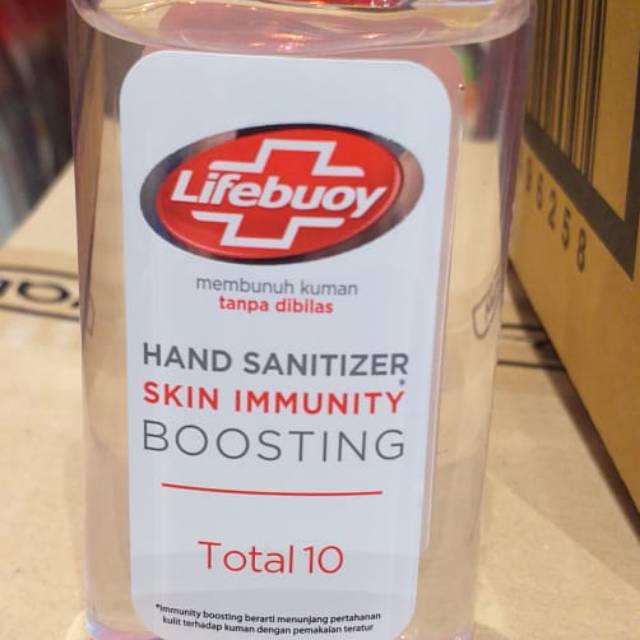 Lifebuoy
membunuh kuman
tanpa dibilas
HAND SANITIZER
SKIN IMMUNITY*
BOOSTING
Total 10
*Immunity boosting berarti menunjang pertahanan
kulit terhadap kuman dengan pemakaian teratur